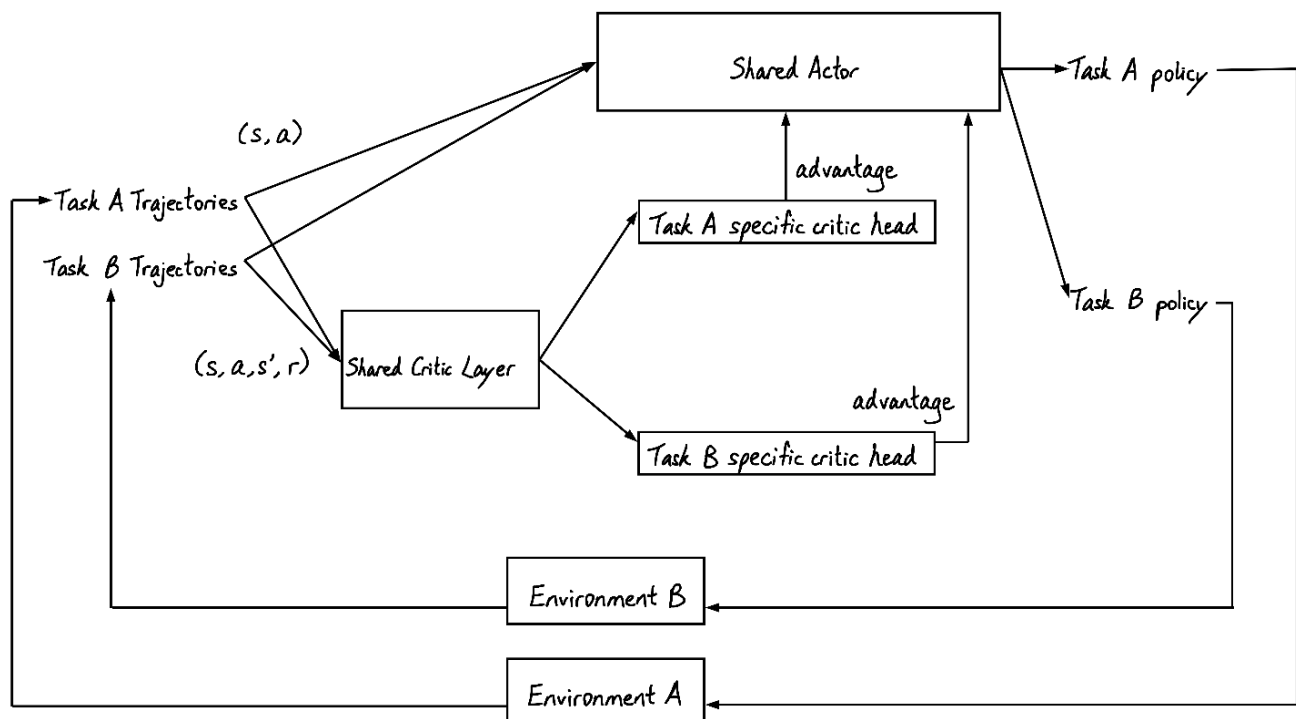 Shared Actor
Task A policy
(s, a)
advantage
Task A Trajectories
Task A specific critic head
Task B Trajectories
Task B policy
(s, a, s', r)
Shared Critic Layer
advantage
Task B specific critic head
Environment B
Environment A